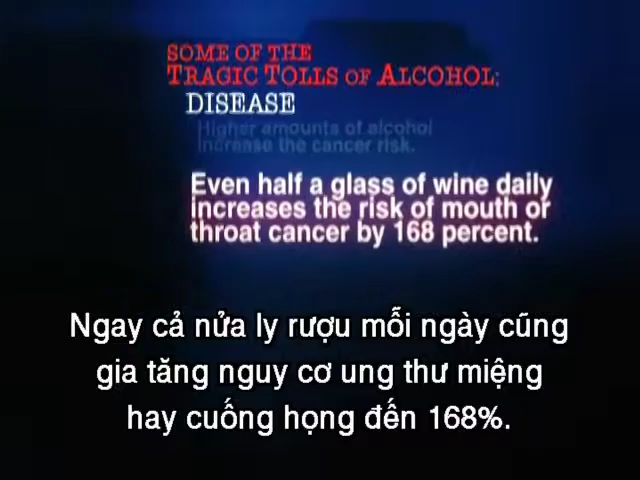 SOME OF THE
TRAGIC TOLLS OF ALCOHOL:
DISEASE
Higher amounts of alcohol
increase the cancer risk.
Even half a glass of wine daily
increases the risk of mouth or
throat cancer by 168 percent.
Ngay cả nửa ly rượu mỗi ngày cũng
gia tăng nguy cơ ung thư miệng
hay cuống họng đến 168%.